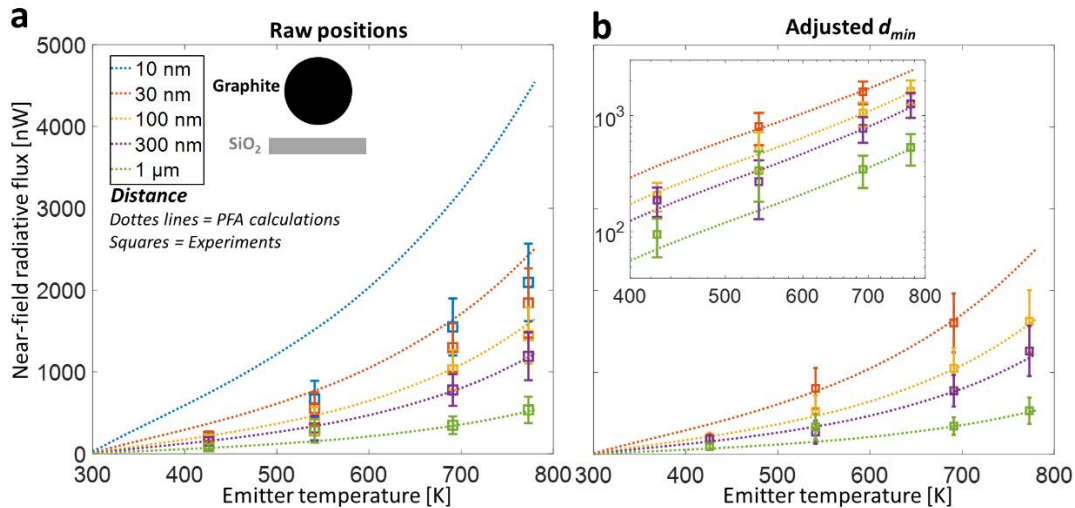 a
Raw positions
5000
4000
3000
2000
1000
0
300
400
500
600
700
800
Near-field radiative flux [nW]
Emitter temperature [K]
10 nm
30 nm
100 nm
300 nm
1 µm
Graphite
SiO2
Distance
Dottes lines = PFA calculations
Squares = Experiments
b
Adjusted dmin
10³
10²
400
500
600
700
800
300
400
500
600
700
800
Emitter temperature [K]